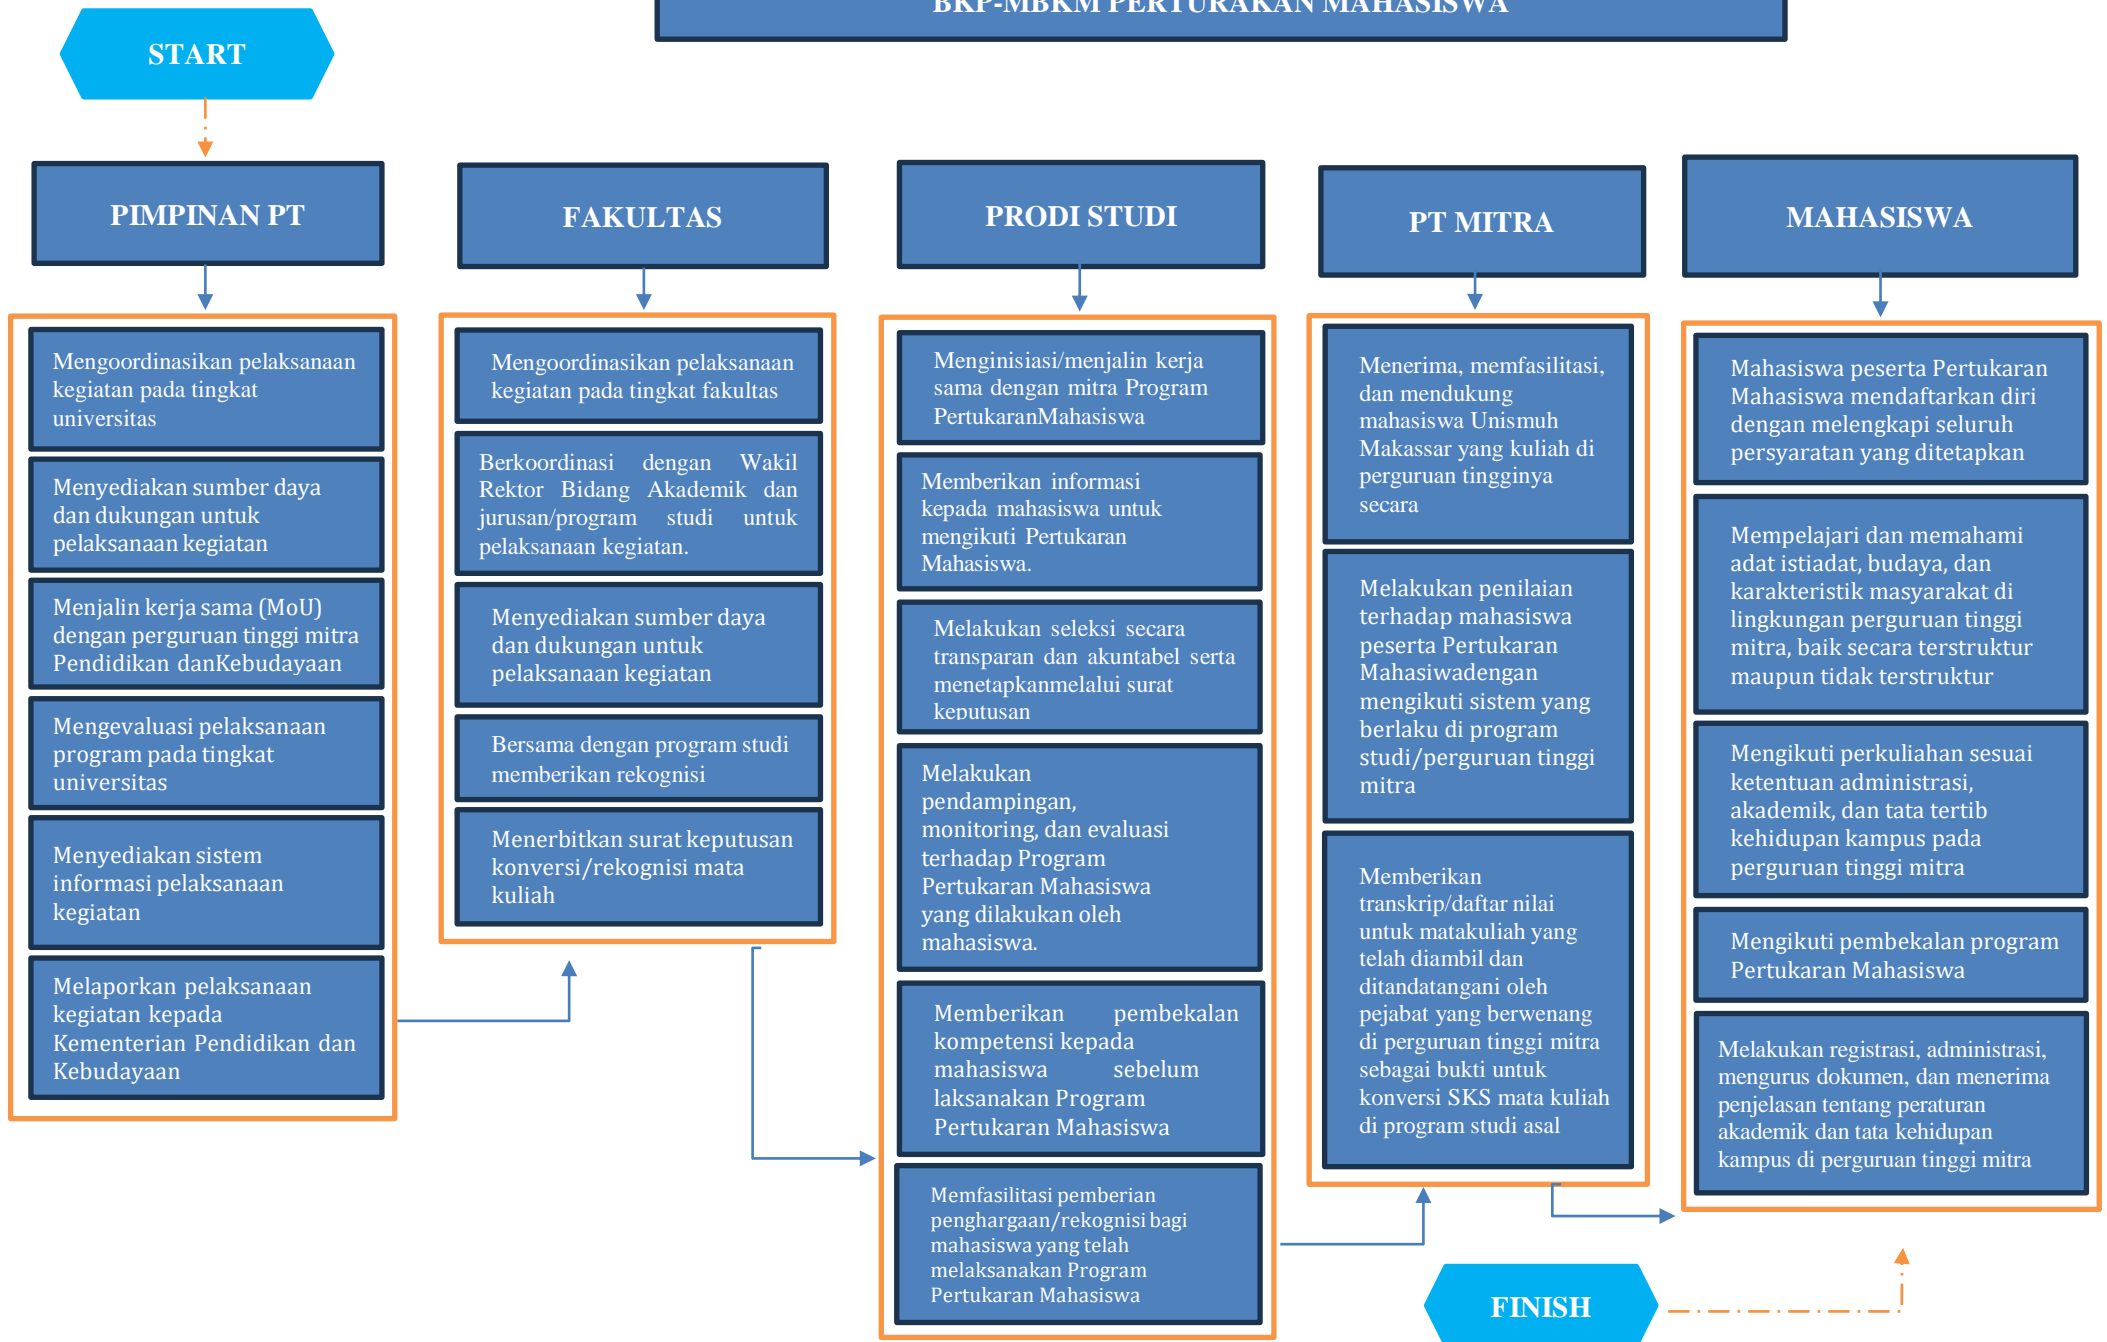 BKP-MBKM PERTURAKAN MAHASISWA
START
PIMPINAN PT
Mengoordinasikan pelaksanaan
kegiatan pada tingkat
universitas
Menyediakan sumber daya
dan dukungan untuk
pelaksanaan kegiatan
Menjalin kerja sama (MoU)
dengan perguruan tinggi mitra
Pendidikan danKebudayaan
Mengevaluasi pelaksanaan
program pada tingkat
universitas
Menyediakan sistem
informasi pelaksanaan
kegiatan
Melaporkan pelaksanaan
kegiatan kepada
Kementerian Pendidikan dan
Kebudayaan
FAKULTAS
Mengoordinasikan pelaksanaan
kegiatan pada tingkat fakultas
Berkoordinasi dengan Wakil
Rektor Bidang Akademik dan
jurusan/program studi untuk
pelaksanaan kegiatan.
Menyediakan sumber daya
dan dukungan untuk
pelaksanaan kegiatan
Bersama dengan program studi
memberikan rekognisi
Menerbitkan surat keputusan
konversi/rekognisi mata
kuliah
PRODI STUDI
Menginisiasi/menjalin kerja
sama dengan mitra Program
PertukaranMahasiswa
Memberikan informasi
kepada mahasiswa untuk
mengikuti Pertukaran
Mahasiswa.
Melakukan seleksi secara
transparan dan akuntabel serta
menetapkanmelalui surat
keputusan
Melakukan
pendampingan,
monitoring, dan evaluasi
terhadap Program
Pertukaran Mahasiswa
yang dilakukan oleh
mahasiswa.
Memberikan pembekalan
kompetensi kepada
mahasiswa sebelum
laksanakan Program
Pertukaran Mahasiswa
Memfasilitasi pemberian
penghargaan/rekognisi bagi
mahasiswa yang telah
melaksanakan Program
Pertukaran Mahasiswa
PT MITRA
Menerima, memfasilitasi,
dan mendukung
mahasiswa Unismuh
Makassar yang kuliah di
perguruan tingginya
secara
Melakukan penilaian
terhadap mahasiswa
peserta Pertukaran
Mahasiwadengan
mengikuti sistem yang
berlaku di program
studi/perguruan tinggi
mitra
Memberikan
transkrip/daftar nilai
untuk matakuliah yang
telah diambil dan
ditandatangani oleh
pejabat yang berwenang
di perguruan tinggi mitra
sebagai bukti untuk
konversi SKS mata kuliah
di program studi asal
MAHASISWA
Mahasiswa peserta Pertukaran
Mahasiswa mendaftarkan diri
dengan melengkapi seluruh
persyaratan yang ditetapkan
Mempelajari dan memahami
adat istiadat, budaya, dan
karakteristik masyarakat di
lingkungan perguruan tinggi
mitra, baik secara terstruktur
maupun tidak terstruktur
Mengikuti perkuliahan sesuai
ketentuan administrasi,
akademik, dan tata tertib
kehidupan kampus pada
perguruan tinggi mitra
Mengikuti pembekalan program
Pertukaran Mahasiswa
Melakukan registrasi, administrasi,
mengurus dokumen, dan menerima
penjelasan tentang peraturan
akademik dan tata kehidupan
kampus di perguruan tinggi mitra
FINISH